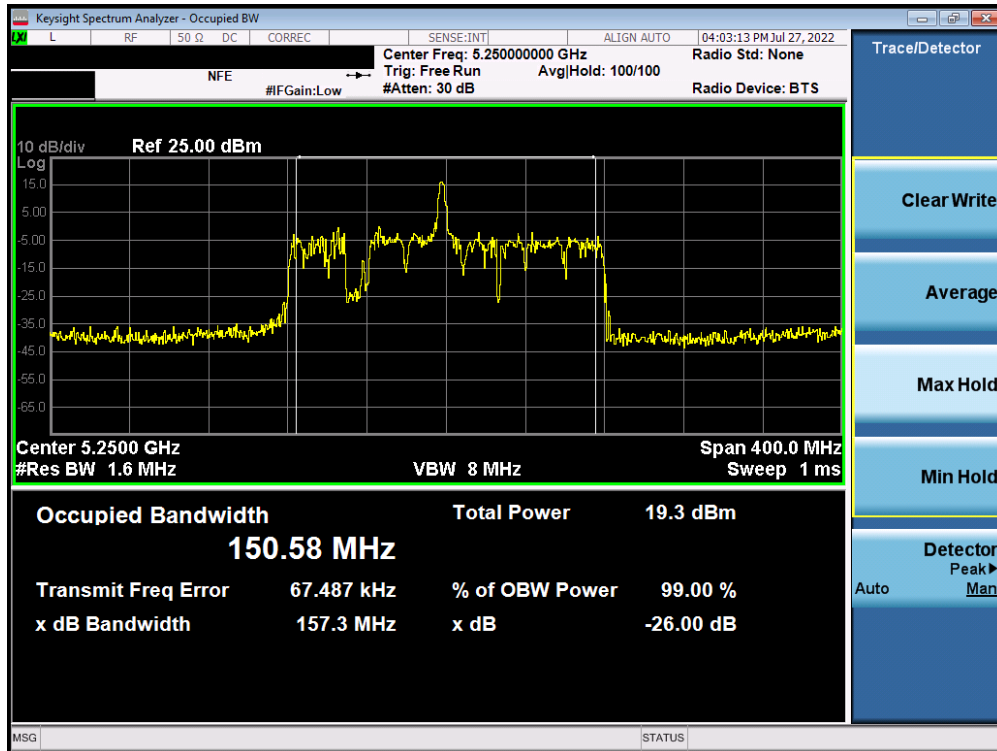 Keysight Spectrum Analyzer - Occupied BW
LXI L RF 50 Ω DC CORREC SENSE:INT ALIGN AUTO 04:03:13 PM Jul 27, 2022
Center Freq: 5.250000000 GHz Radio Std: None
NFE Trig: Free Run Avg|Hold: 100/100
#IFGain:Low #Atten: 30 dB Radio Device: BTS
10 dB/div Ref 25.00 dBm
Log
15.0
5.00
-5.00
-15.0
-25.0
-35.0
-45.0
-55.0
-65.0
Center 5.2500 GHz Span 400.0 MHz
#Res BW 1.6 MHz VBW 8 MHz Sweep 1 ms
Occupied Bandwidth Total Power 19.3 dBm
150.58 MHz
Transmit Freq Error 67.487 kHz % of OBW Power 99.00 %
x dB Bandwidth 157.3 MHz x dB -26.00 dB
MSG STATUS
Trace/Detector
Clear Write
Average
Max Hold
Min Hold
Detector
Peak▶
Auto Man